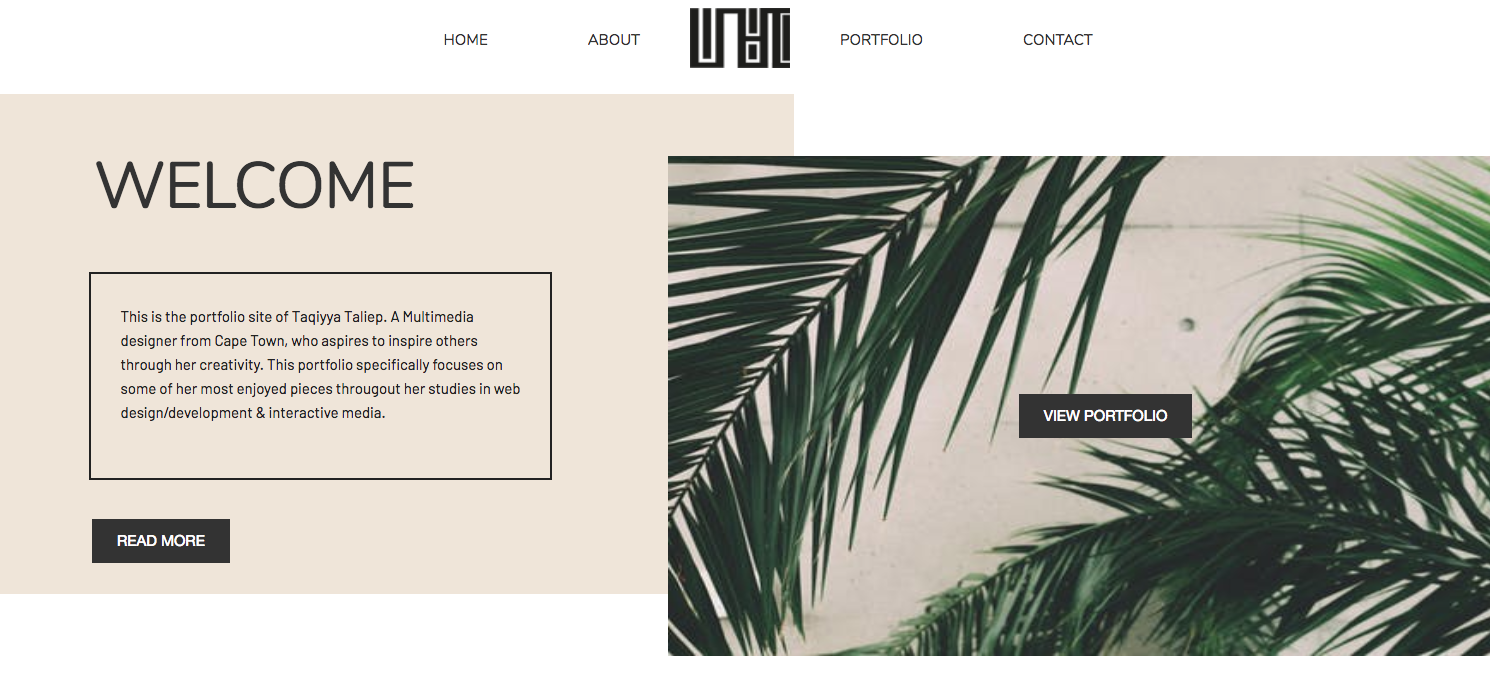 HOME
ABOUT
PORTFOLIO
CONTACT
WELCOME
This is the portfolio site of Taqiyya Taliep. A Multimedia
designer from Cape Town, who aspires to inspire others
through her creativity. This portfolio specifically focuses on
some of her most enjoyed pieces througout her studies in web
design/development & interactive media.
VIEW PORTFOLIO
READ MORE